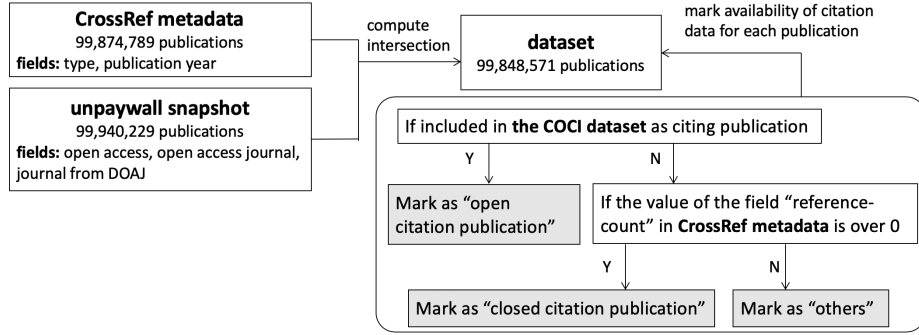 CrossRef metadata
99,874,789 publications
fields: type, publication year
unpaywall snapshot
99,940,229 publications
fields: open access, open access journal,
journal from DOAJ
compute
intersection
dataset
99,848,571 publications
mark availability of citation
data for each publication
If included in the COCI dataset as citing publication
Y
N
Mark as “open
citation publication”
If the value of the field “reference-
count” in CrossRef metadata is over 0
Y
N
Mark as “closed citation publication”
Mark as “others”